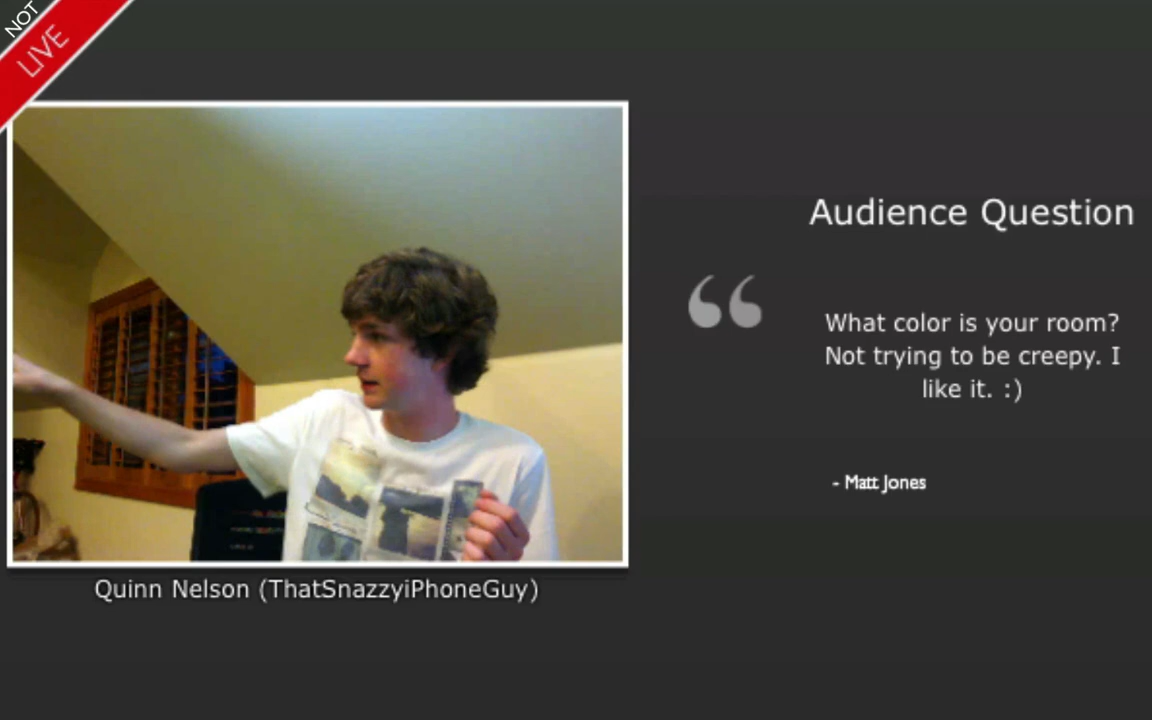 NOT
LIVE
Audience Question
“
What color is your room?
Not trying to be creepy. I
like it. :)
- Matt Jones
Quinn Nelson (ThatSnazzyiPhoneGuy)